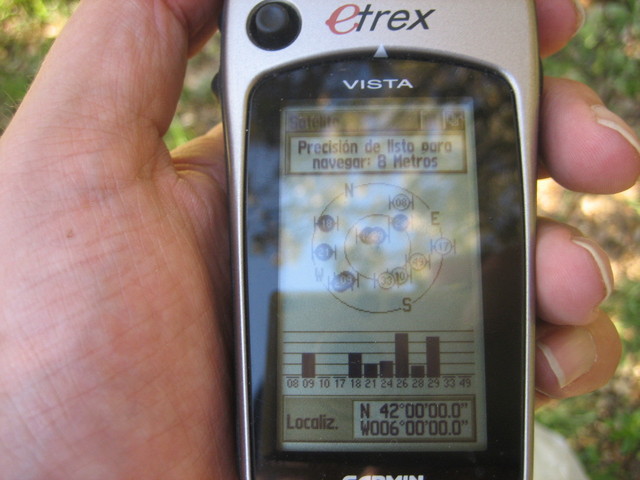 etrex
VISTA
Satélite
Precisión de listo para
navegar: 8 Metros
N
E
W
S
08 09 10 17 18 21 24 26 28 29 33 49
Localiz.
N 42°00'00.0"
W006°00'00.0"
GARMIN